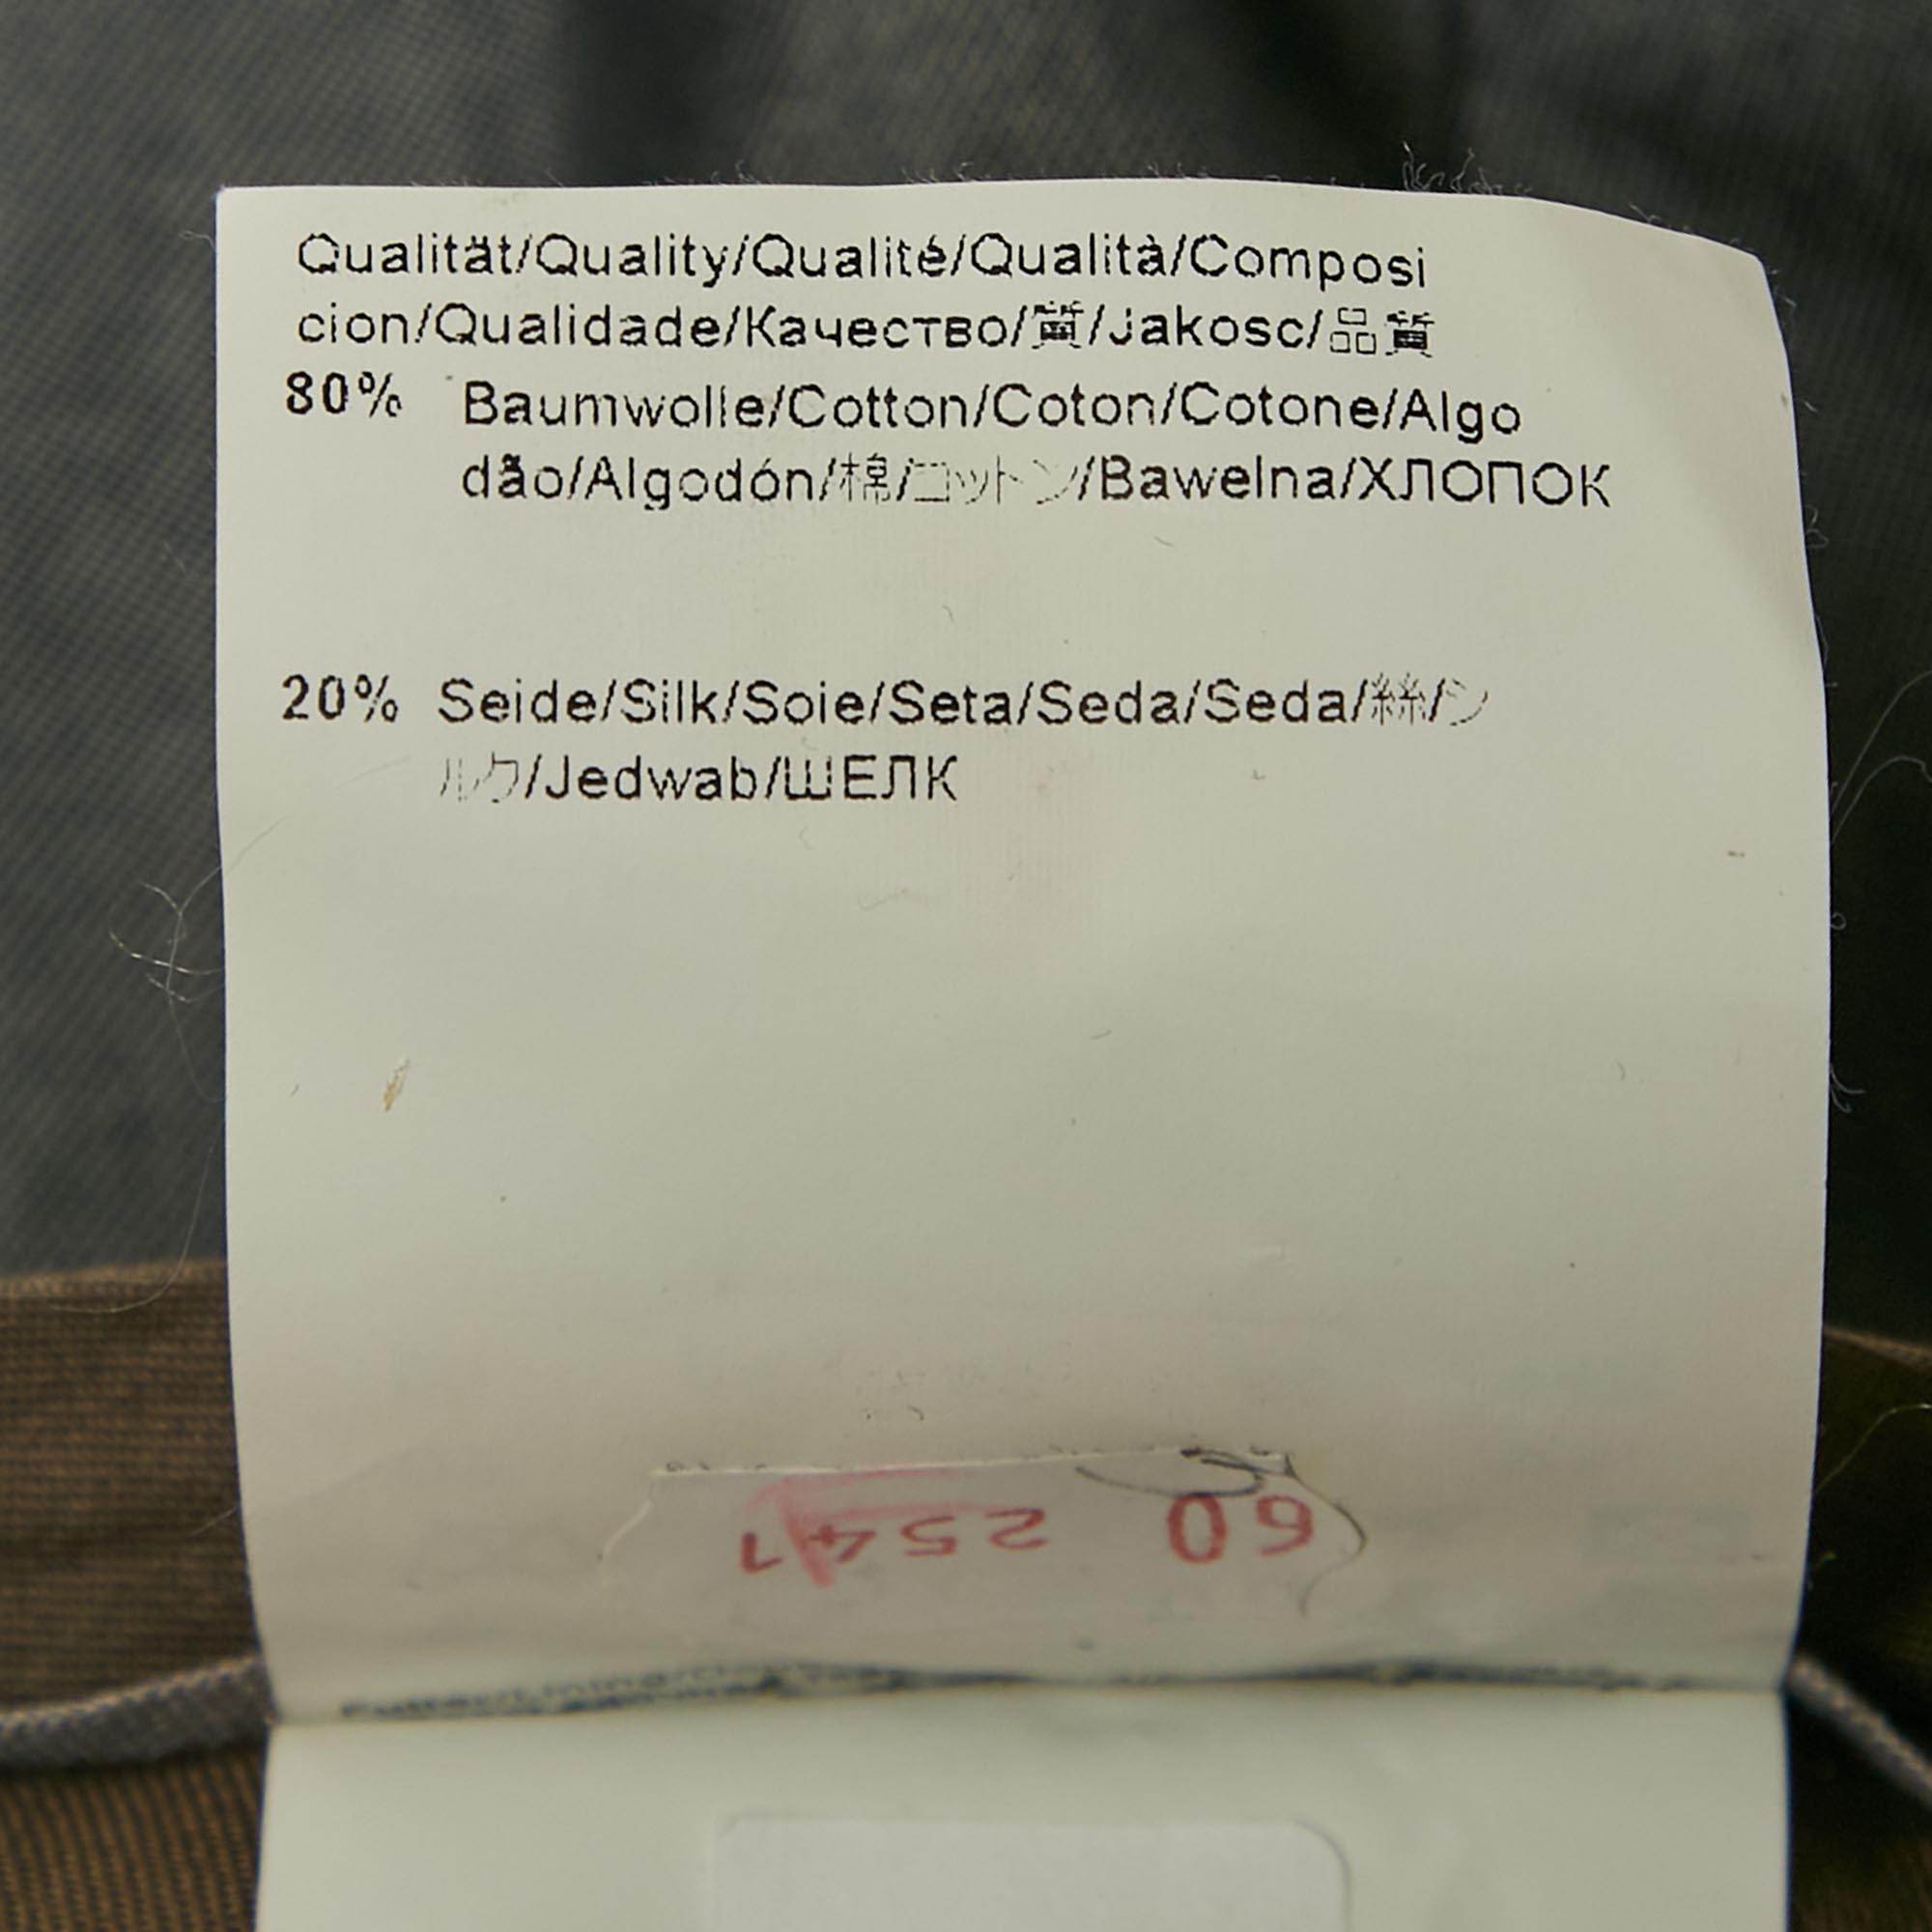 Qualität/Quality/Qualité/Qualità/Composi
cion/Qualidade/Качество/質/Jakosc/品質
80% Baumwolle/Cotton/Coton/Cotone/Algo
dão/Algodón/棉/コットン/Bawelna/ХЛОПОК
20% Seide/Silk/Soie/Seta/Seda/Seda/絲/シ
ルク/Jedwab/ШЕЛК
60 2541